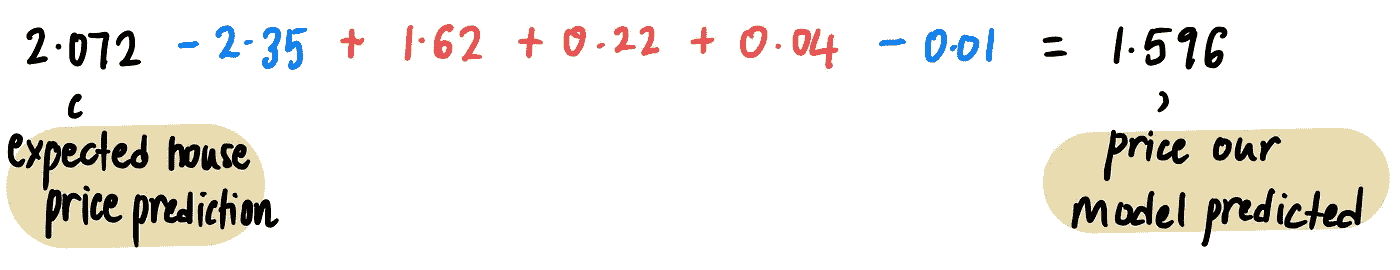 2.072 - 2.35 + 1.62 + 0.22 + 0.04 - 0.01 = 1.596
expected house
price prediction
price our
model predicted